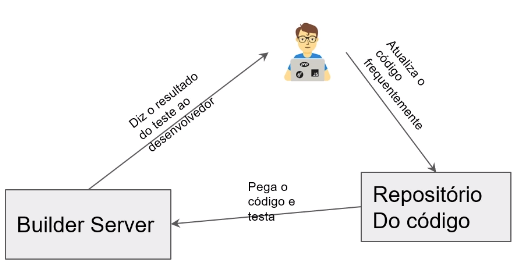 Atualiza o
código
frequentemente
Diz o resultado
do teste ao
desenvolvedor
Pega o
código e
testa
Repositório
Do código
Builder Server